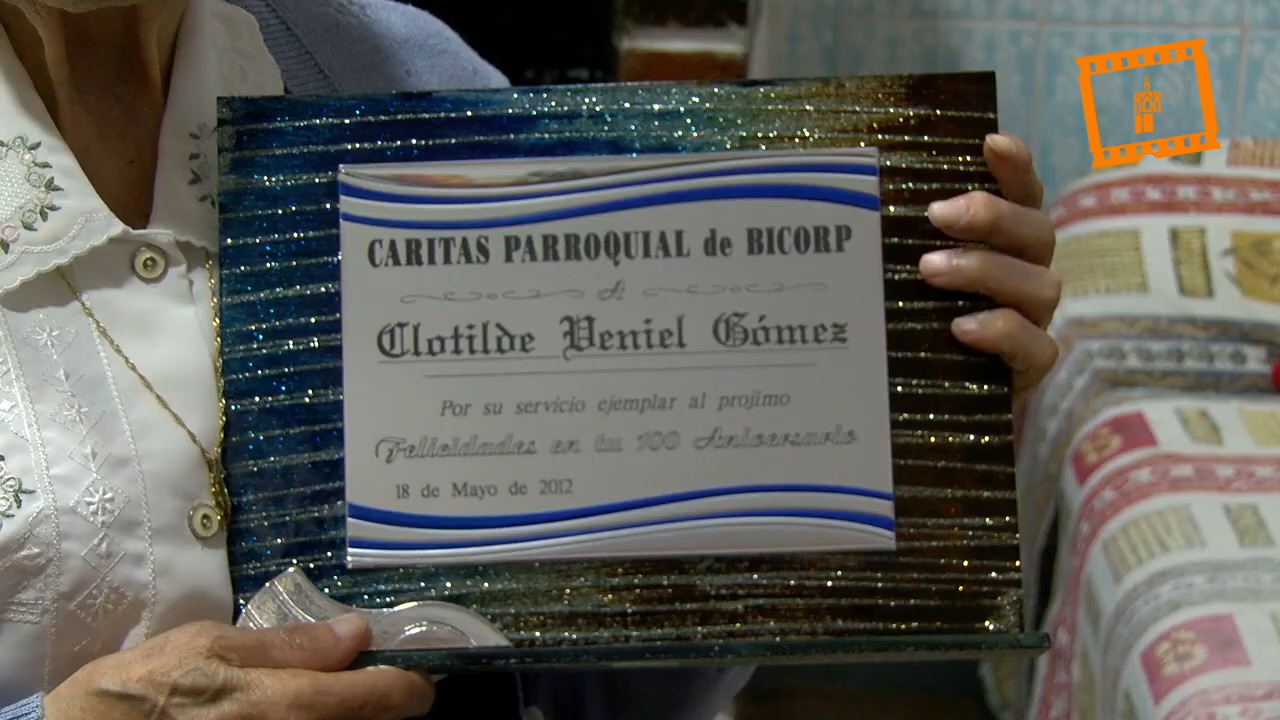 CARITAS PARROQUIAL de BICORP
A
Clotilde Veniel Gómez
Por su servicio ejemplar al projimo
Felicidades en tu 100 Aniversario
18 de Mayo de 2012